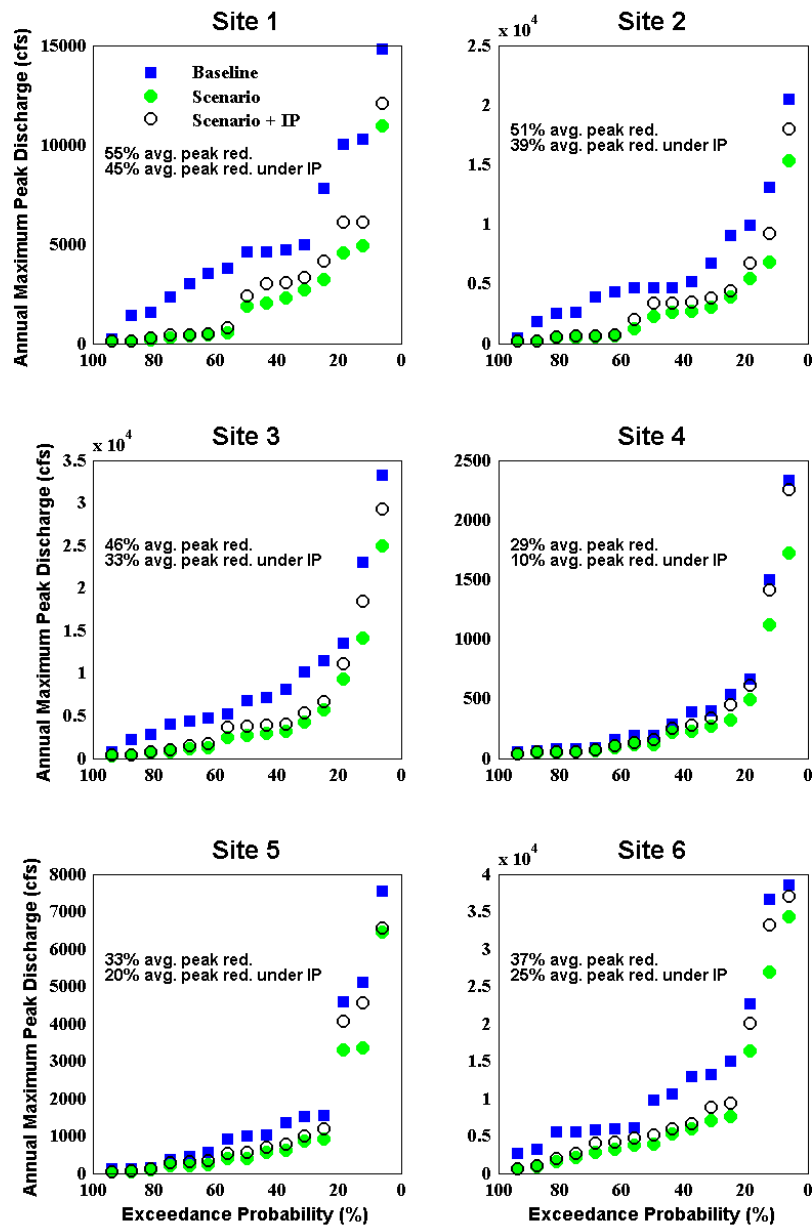 Site 1
Annual Maximum Peak Discharge (cfs)
15000
10000
5000
0
100 80 60 40 20 0
Baseline
Scenario
Scenario + IP
55% avg. peak red.
45% avg. peak red. under IP
Site 2
x 10^4
2.5
2
1.5
1
0.5
0
100 80 60 40 20 0
51% avg. peak red.
39% avg. peak red. under IP
Site 3
x 10^4
Annual Maximum Peak Discharge (cfs)
3.5
3
2.5
2
1.5
1
0.5
0
100 80 60 40 20 0
46% avg. peak red.
33% avg. peak red. under IP
Site 4
2500
2000
1500
1000
500
0
100 80 60 40 20 0
29% avg. peak red.
10% avg. peak red. under IP
Site 5
Annual Maximum Peak Discharge (cfs)
8000
7000
6000
5000
4000
3000
2000
1000
0
100 80 60 40 20 0
33% avg. peak red.
20% avg. peak red. under IP
Exceedance Probability (%)
Site 6
x 10^4
4
3.5
3
2.5
2
1.5
1
0.5
0
100 80 60 40 20 0
37% avg. peak red.
25% avg. peak red. under IP
Exceedance Probability (%)